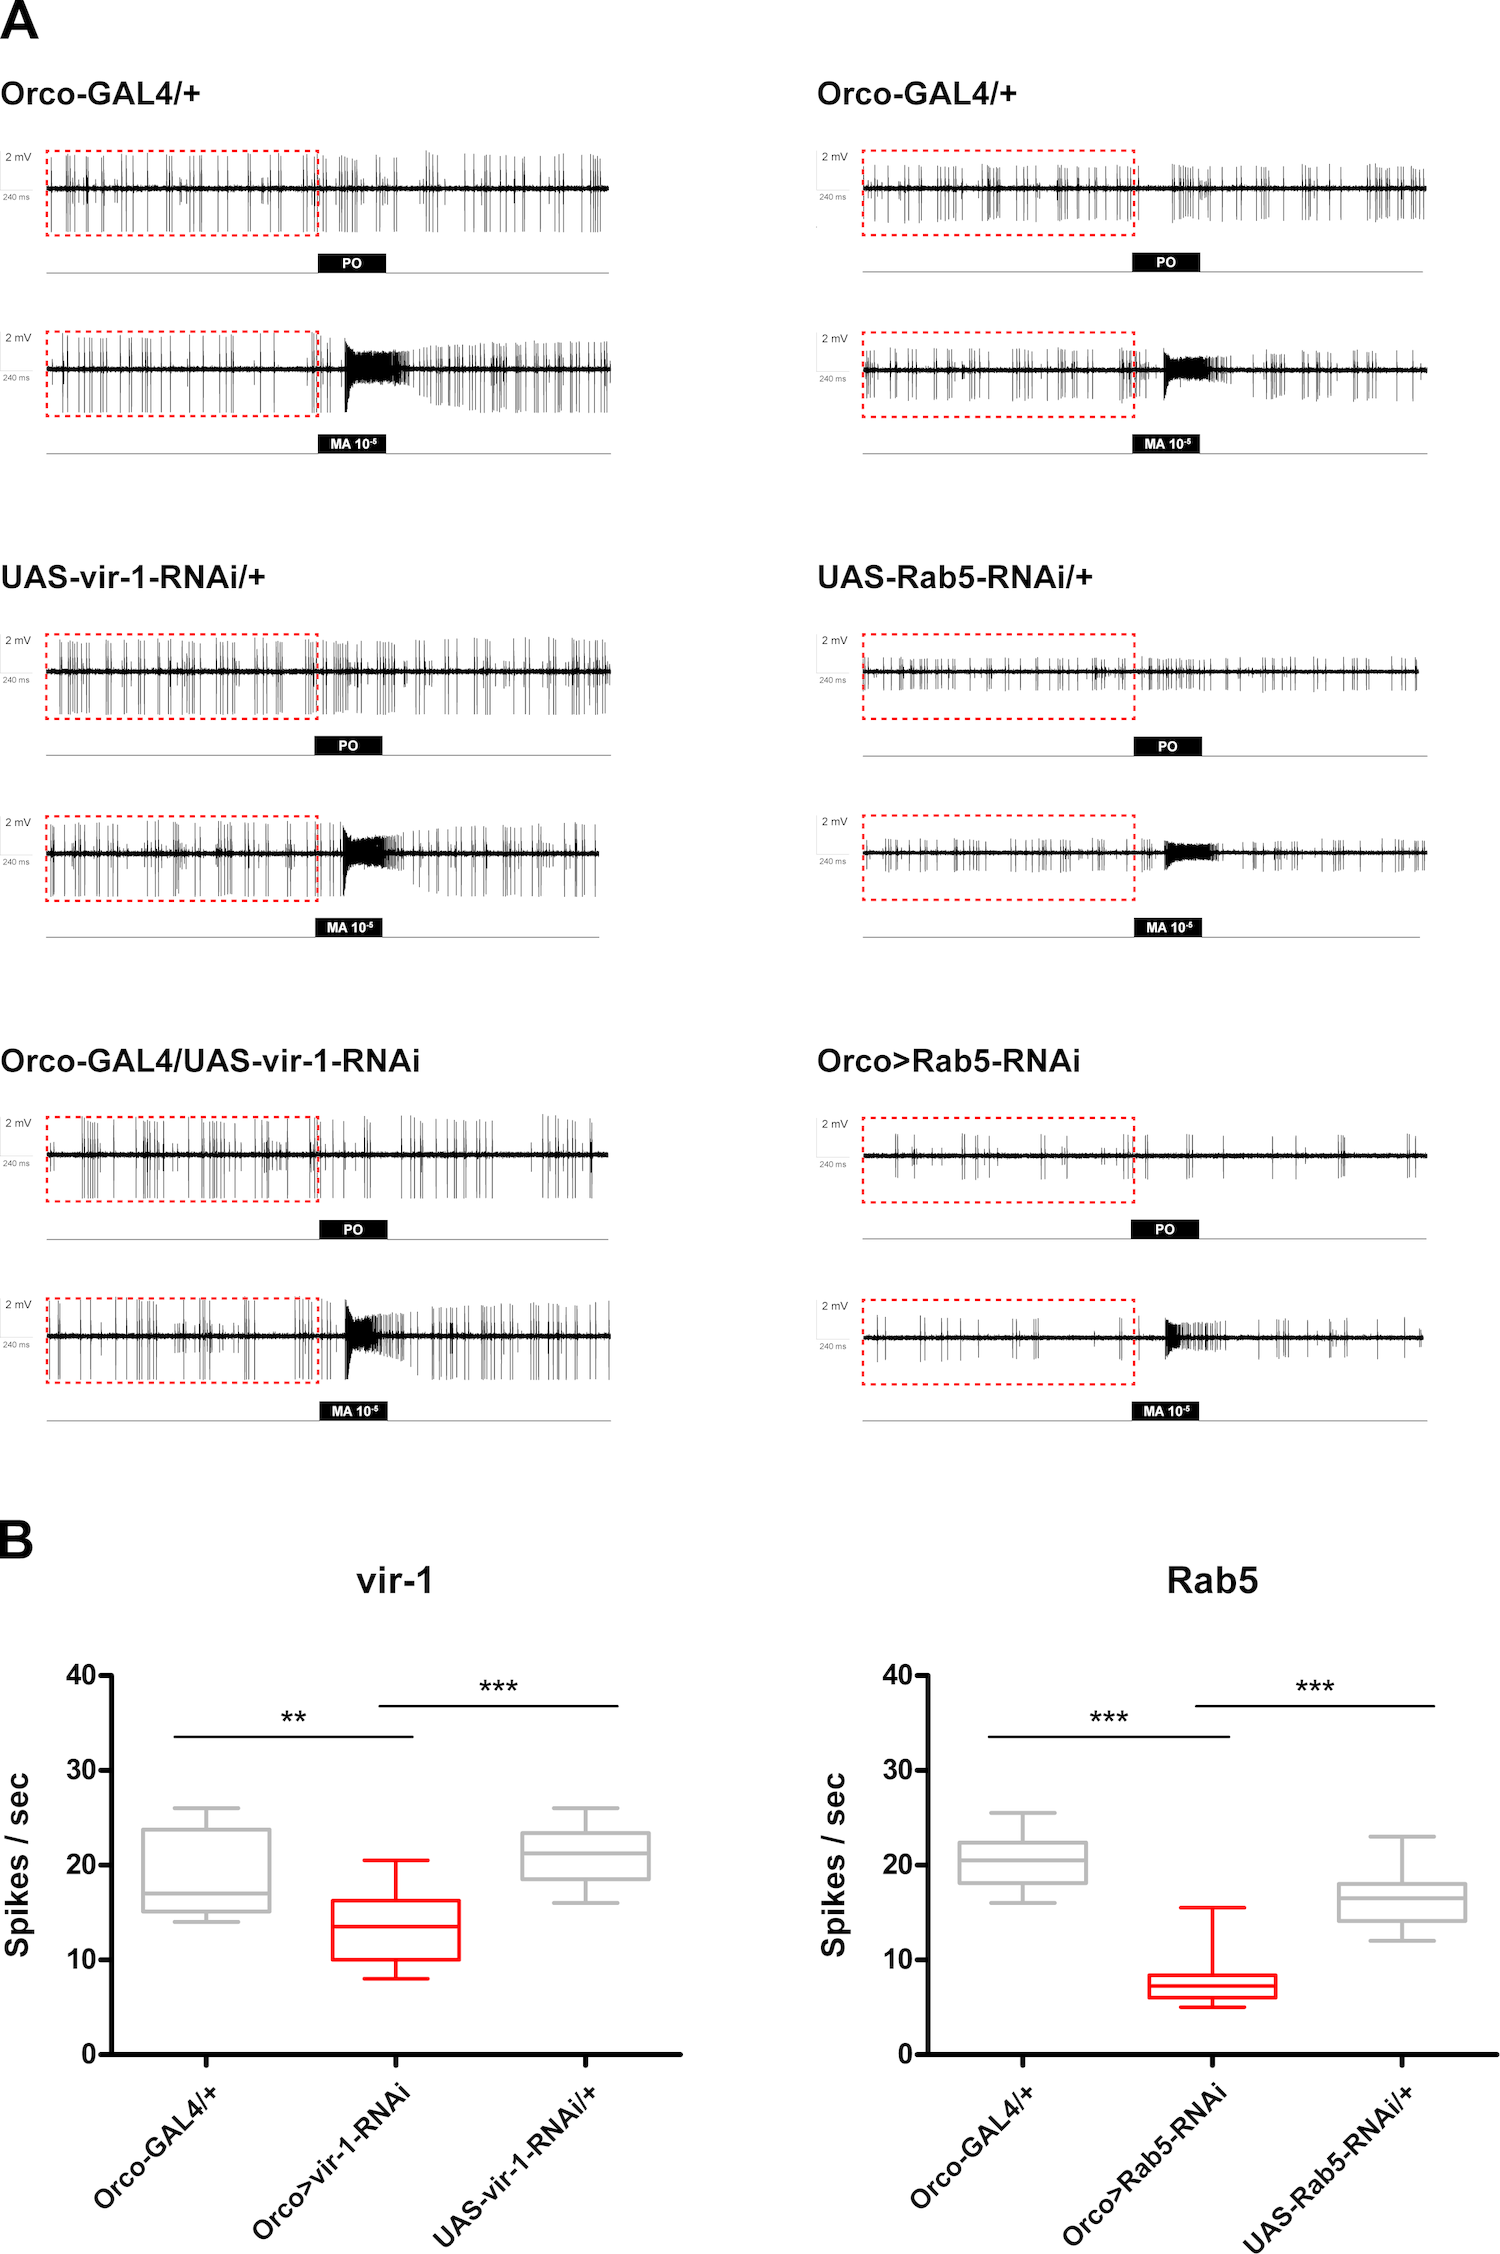 A
Orco-GAL4/+
Orco-GAL4/+
2 mV
240 ms
2 mV
240 ms
PO
PO
2 mV
240 ms
2 mV
240 ms
MA 10-5
MA 10-5
UAS-vir-1-RNAi/+
UAS-Rab5-RNAi/+
2 mV
240 ms
2 mV
240 ms
PO
PO
2 mV
240 ms
2 mV
240 ms
MA 10-5
MA 10-5
Orco-GAL4/UAS-vir-1-RNAi
Orco>Rab5-RNAi
2 mV
240 ms
2 mV
240 ms
PO
PO
2 mV
240 ms
2 mV
240 ms
MA 10-5
MA 10-5
B
vir-1
Spikes / sec
40
30
20
10
0
**
***
Orco-GAL4/+
Orco>vir-1-RNAi
UAS-vir-1-RNAi/+
Rab5
Spikes / sec
40
30
20
10
0
***
***
Orco-GAL4/+
Orco>Rab5-RNAi
UAS-Rab5-RNAi/+